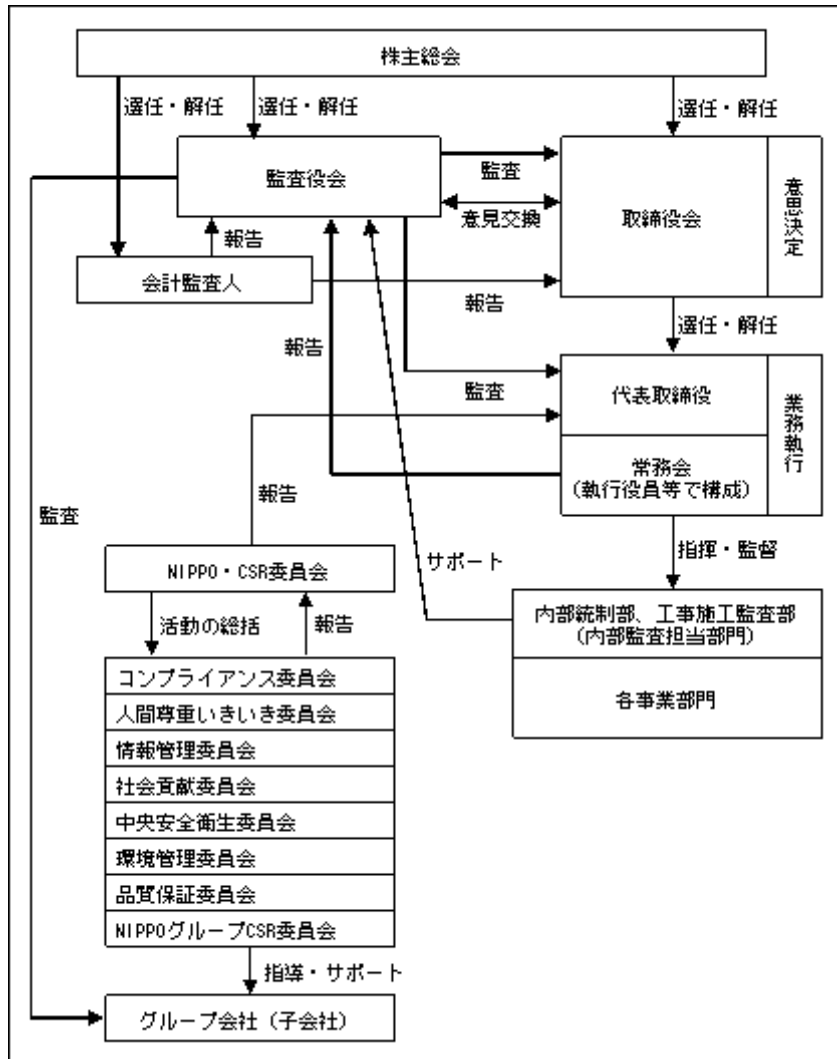 株主総会
選任・解任
選任・解任
選任・解任
監査役会
監査
意見交換
取締役会
意思決定
報告
会計監査人
報告
選任・解任
報告
監査
代表取締役
業務執行
常務会
(執行役員等で構成)
報告
監査
サポート
指揮・監督
NIPPO・CSR委員会
活動の総括
報告
内部統制部、工事施工監査部
(内部監査担当部門)
各事業部門
コンプライアンス委員会
人間尊重いきいき委員会
情報管理委員会
社会貢献委員会
中央安全衛生委員会
環境管理委員会
品質保証委員会
NIPPOグループCSR委員会
指導・サポート
グループ会社(子会社)